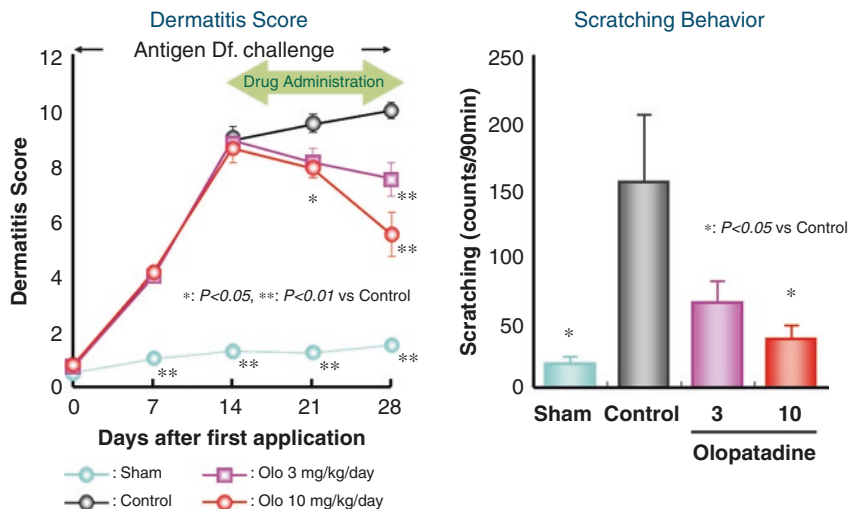 Dermatitis Score
Antigen Df. challenge
Drug Administration
12
10
8
6
4
2
0
Dermatitis Score
*
**
**
*: P<0.05, **: P<0.01 vs Control
**
**
**
**
0 7 14 21 28
Days after first application
: Sham
: Olo 3 mg/kg/day
: Control
: Olo 10 mg/kg/day
Scratching Behavior
250
200
150
100
50
0
Scratching (counts/90min)
*: P<0.05 vs Control
*
*
Sham Control 3 10
Olopatadine